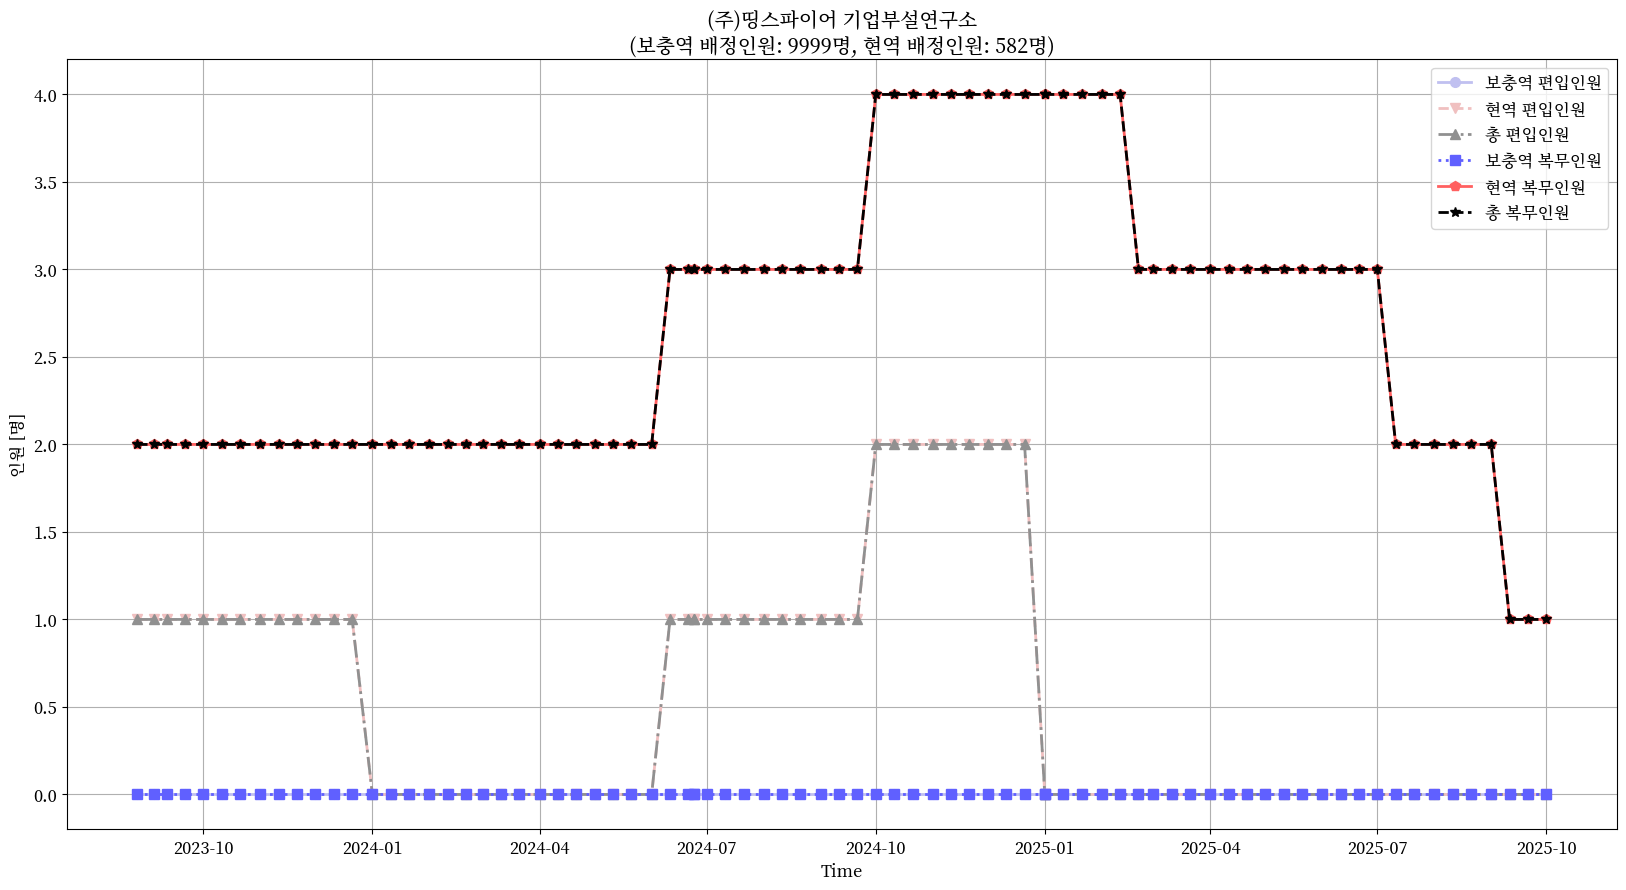 (주)띵스파이어 기업부설연구소
(보충역 배정인원: 9999명, 현역 배정인원: 582명)
보충역 편입인원
현역 편입인원
총 편입인원
보충역 복무인원
현역 복무인원
총 복무인원
4.0
3.5
3.0
2.5
2.0
1.5
1.0
0.5
0.0
인원 [명]
2023-10 2024-01 2024-04 2024-07 2024-10 2025-01 2025-04 2025-07 2025-10
Time